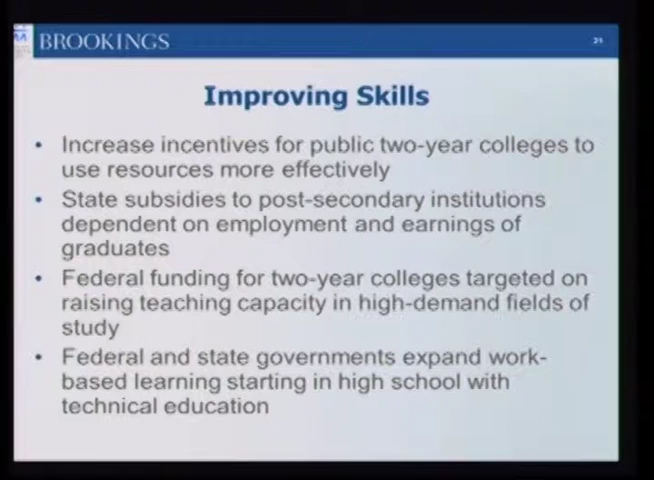 BROOKINGS
Improving Skills
• Increase incentives for public two-year colleges to
use resources more effectively
• State subsidies to post-secondary institutions
dependent on employment and earnings of
graduates
• Federal funding for two-year colleges targeted on
raising teaching capacity in high-demand fields of
study
• Federal and state governments expand work-
based learning starting in high school with
technical education